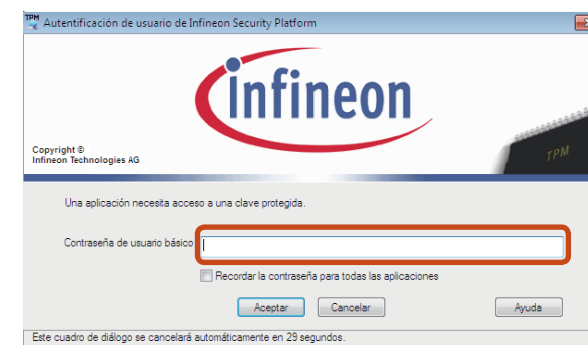 TPM
Autentificación de usuario de Infineon Security Platform
infineon
Copyright ©
Infineon Technologies AG
TPM
Una aplicación necesita acceso a una clave protegida.
Contraseña de usuario básico
Recordar la contraseña para todas las aplicaciones
Aceptar
Cancelar
Ayuda
Este cuadro de diálogo se cancelará automáticamente en 29 segundos.